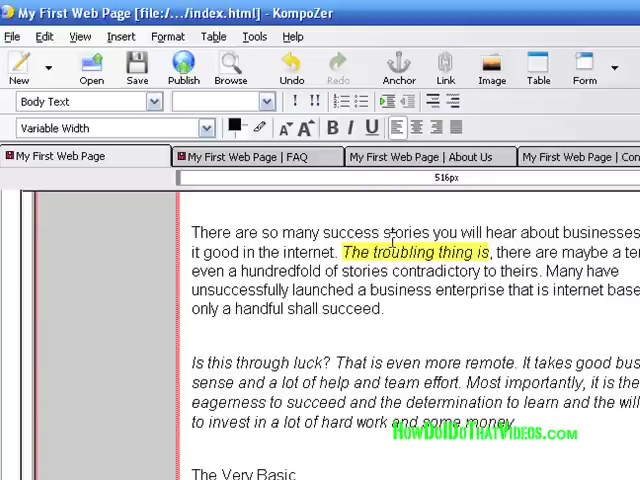 My First Web Page [file:/.../index.html] - KompoZer
File Edit View Insert Format Table Tools Help
New Open Save Publish Browse Undo Redo Anchor Link Image Table Form
Body Text
Variable Width
My First Web Page My First Web Page | FAQ My First Web Page | About Us My First Web Page | Con
516px
There are so many success stories you will hear about businesses
it good in the internet. The troubling thing is, there are maybe a te
even a hundredfold of stories contradictory to theirs. Many have
unsuccessfully launched a business enterprise that is internet base
only a handful shall succeed.
Is this through luck? That is even more remote. It takes good bus
sense and a lot of help and team effort. Most importantly, it is the
eagerness to succeed and the determination to learn and the will
to invest in a lot of hard work and some money.
HowDoIDoThatVideos.com
The Very Basic